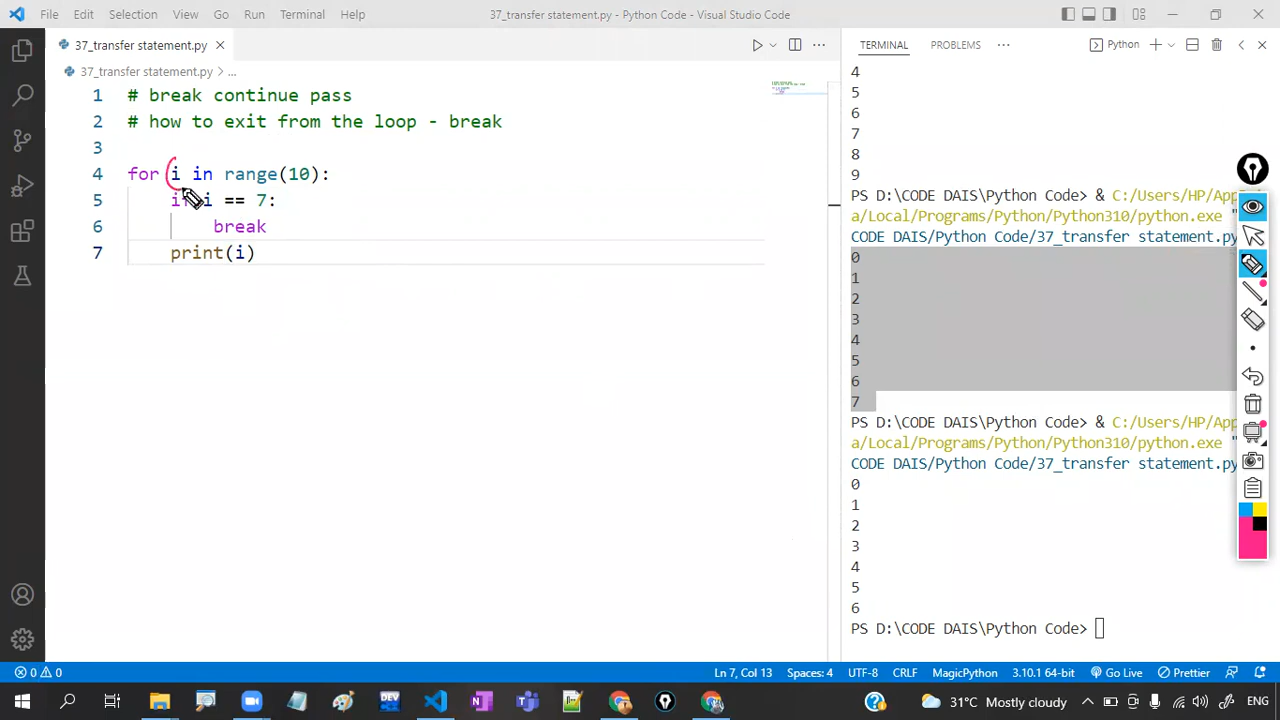 File Edit Selection View Go Run Terminal Help 37_transfer statement.py - Python Code - Visual Studio Code
37_transfer statement.py
37_transfer statement.py > ...
1 # break continue pass
2 # how to exit from the loop - break
3
4 for i in range(10):
5 if i == 7:
6 break
7 print(i)
TERMINAL PROBLEMS Python
4
5
6
7
8
9
PS D:\CODE DAIS\Python Code> & C:/Users/HP/App
a/Local/Programs/Python/Python310/python.exe "
CODE DAIS/Python Code/37_transfer statement.py
0
1
2
3
4
5
6
7
PS D:\CODE DAIS\Python Code> & C:/Users/HP/App
a/Local/Programs/Python/Python310/python.exe "
CODE DAIS/Python Code/37_transfer statement.py
0
1
2
3
4
5
6
PS D:\CODE DAIS\Python Code>
0 0 Ln 7, Col 13 Spaces: 4 UTF-8 CRLF MagicPython 3.10.1 64-bit Go Live Prettier
DEV 31°C Mostly cloudy ENG